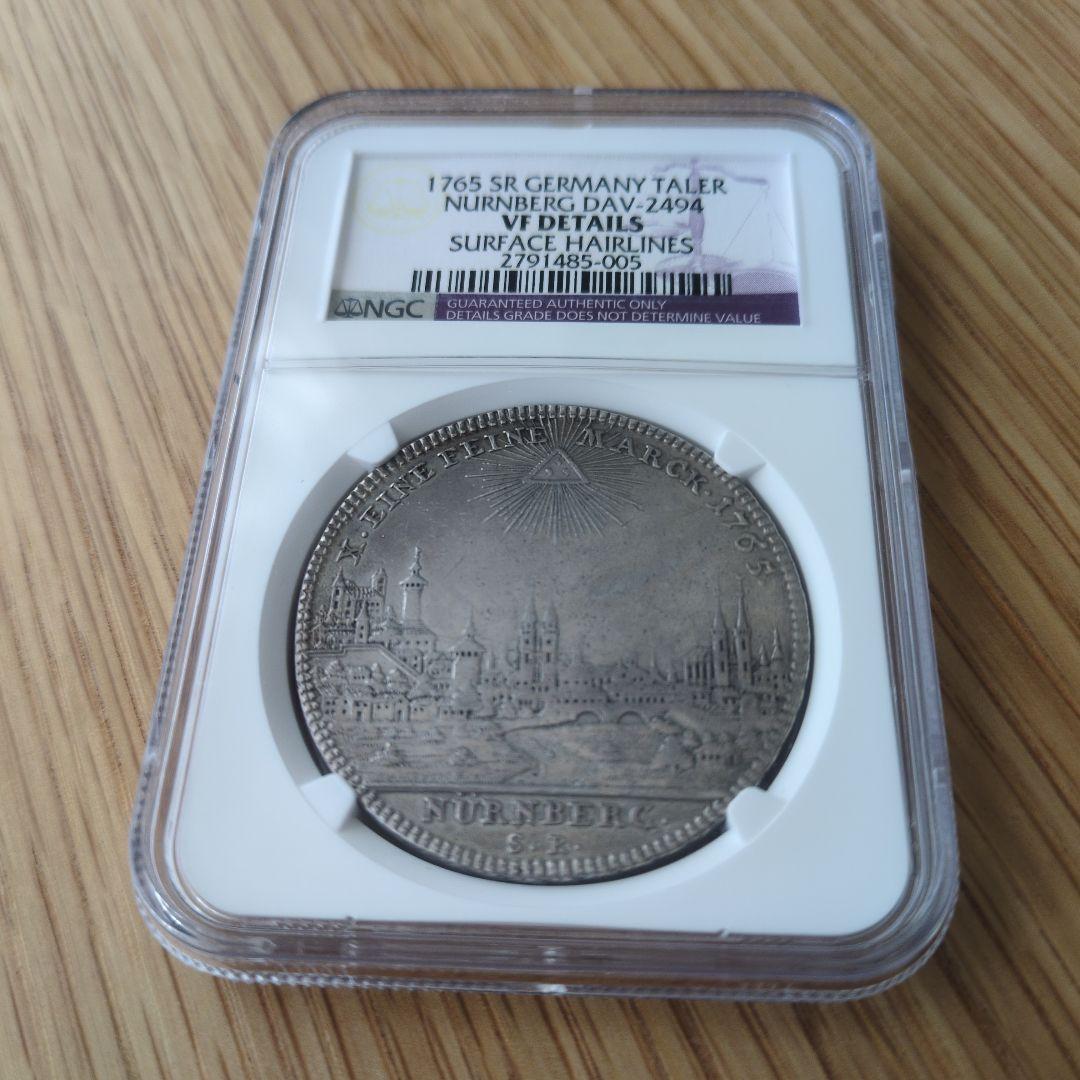 1765 SR GERMANY TALER
NURNBERG DAV-2494
VF DETAILS
SURFACE HAIRLINES
2791485-005
NGC
GUARANTEED AUTHENTIC ONLY
DETAILS GRADE DOES NOT DETERMINE VALUE
X. EINE FEINE MARCK. 1765
NÜRNBERG.
S. R.